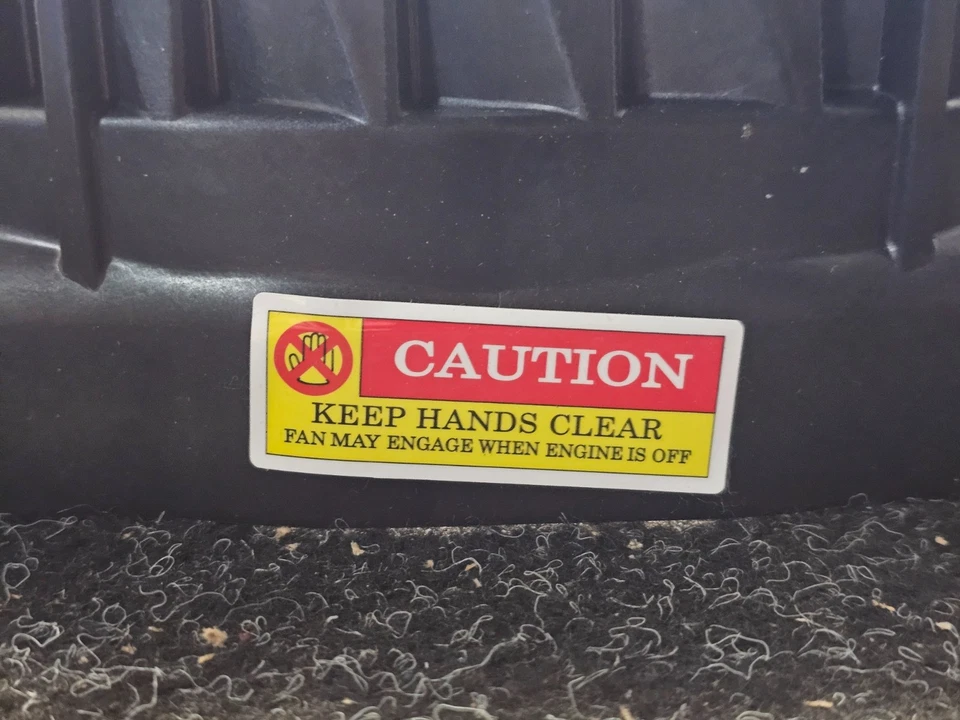 CAUTION
KEEP HANDS CLEAR
FAN MAY ENGAGE WHEN ENGINE IS OFF